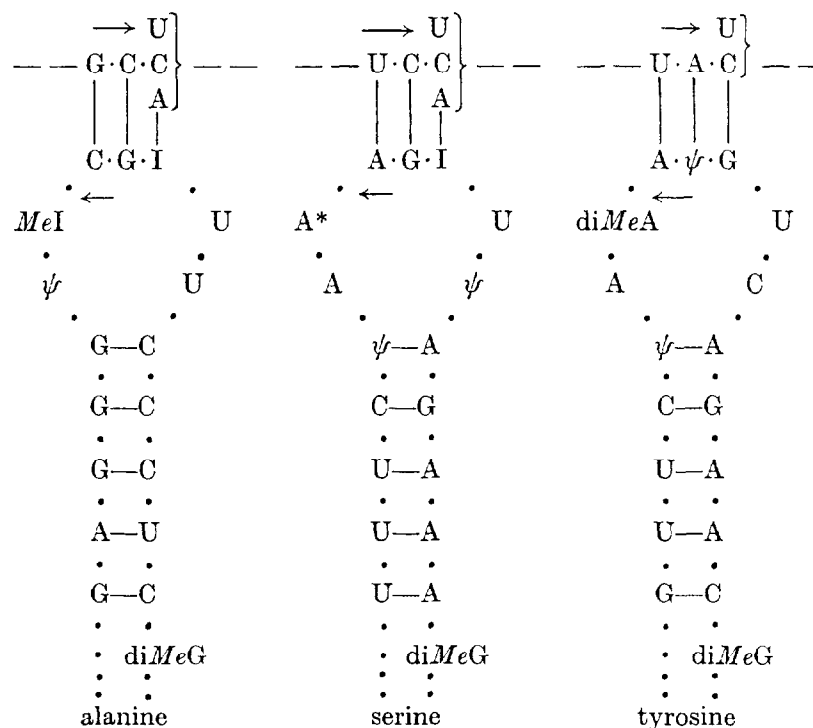 → U → U → U
— — G·C·C — — — — U·C·C — — — — U·A·C — —
A A
C·G·I A·G·I A·ψ·G
← ← ←
MeI U A* U diMeA U
ψ U A ψ A C
G—C ψ—A ψ—A
G—C C—G C—G
G—C U—A U—A
A—U U—A U—A
G—C U—A G—C
diMeG diMeG diMeG
alanine serine tyrosine